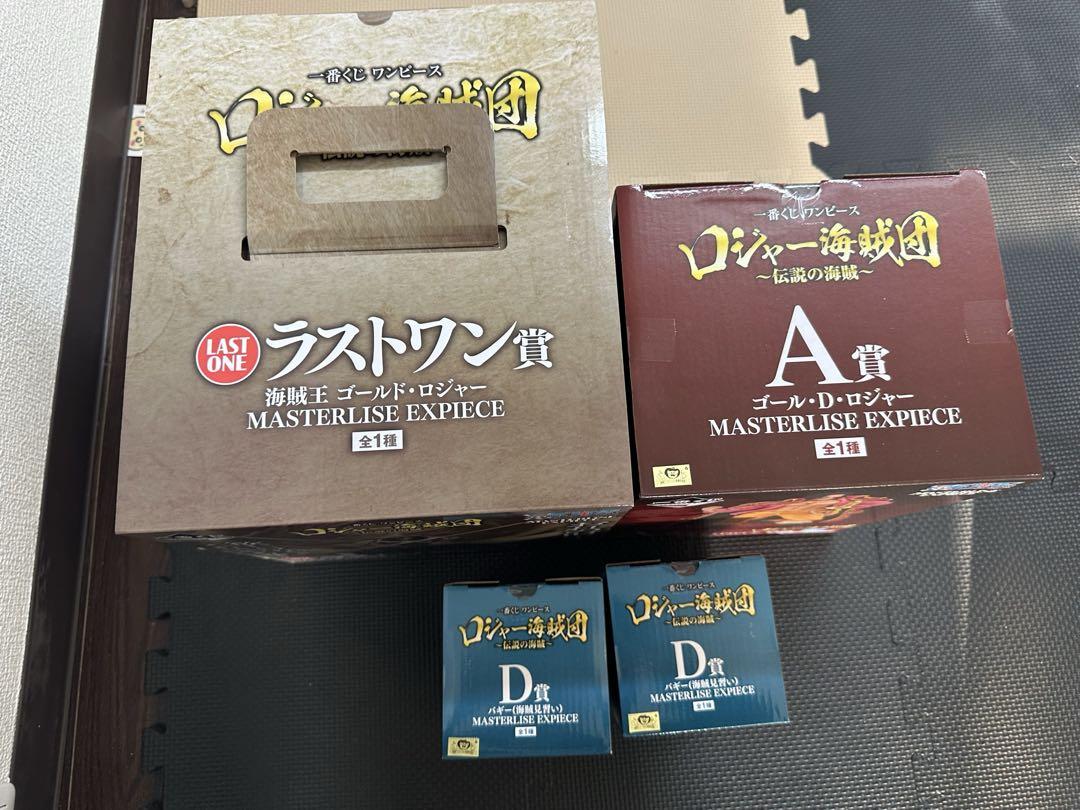 一番くじ ワンピース
ロジャー海賊団
LAST ONE
ラストワン賞
海賊王 ゴールド・ロジャー
MASTERLISE EXPIECE
全1種
一番くじ ワンピース
ロジャー海賊団
～伝説の海賊～
A賞
ゴール・D・ロジャー
MASTERLISE EXPIECE
全1種
一番くじ ワンピース
ロジャー海賊団
～伝説の海賊～
D賞
バギー(海賊見習い)
MASTERLISE EXPIECE
全1種
一番くじ ワンピース
ロジャー海賊団
～伝説の海賊～
D賞
バギー(海賊見習い)
MASTERLISE EXPIECE
全1種